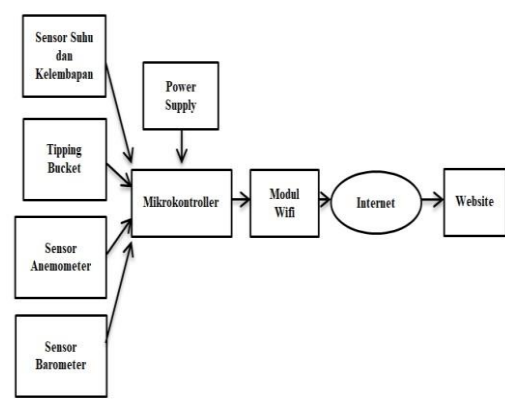 Sensor Suhu
dan
Kelembapan
Power
Supply
Tipping
Bucket
Mikrokontroller
Modul
Wifi
Internet
Website
Sensor
Anemometer
Sensor
Barometer